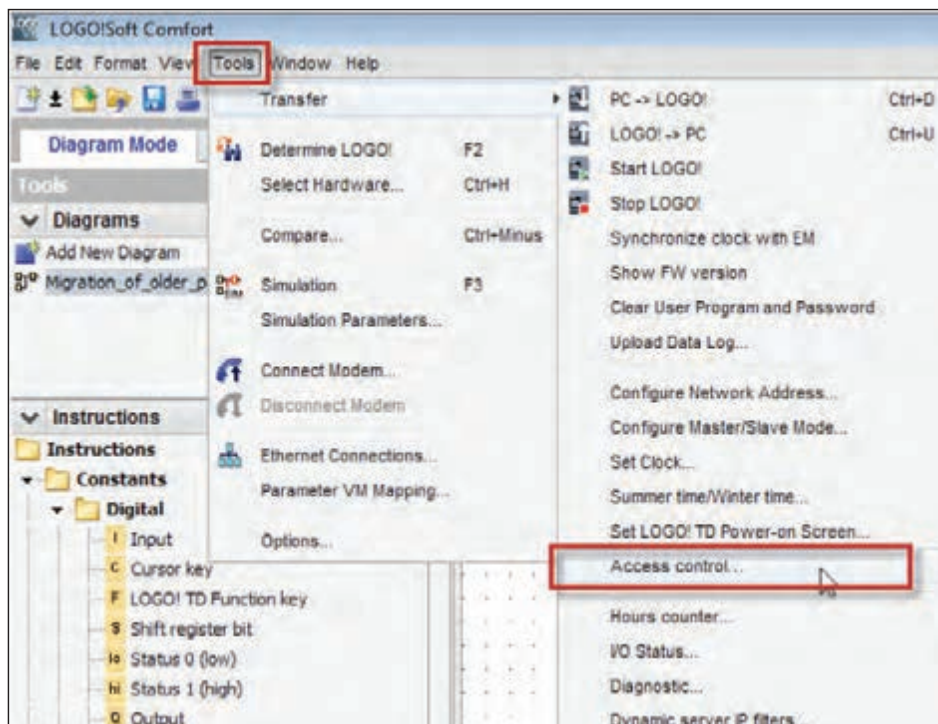 LOGO!Soft Comfort
File Edit Format View Tools Window Help
Diagram Mode
Tools
Diagrams
Add New Diagram
Migration_of_older_p
Instructions
Instructions
Constants
Digital
I Input
C Cursor key
F LOGO! TD Function key
S Shift register bit
lo Status 0 (low)
hi Status 1 (high)
Q Output
Transfer
Determine LOGO! F2
Select Hardware... Ctrl+H
Compare... Ctrl+Minus
Simulation F3
Simulation Parameters...
Connect Modem...
Disconnect Modem
Ethernet Connections...
Parameter VM Mapping...
Options...
PC -> LOGO! Ctrl+D
LOGO! -> PC Ctrl+U
Start LOGO!
Stop LOGO!
Synchronize clock with EM
Show FW version
Clear User Program and Password
Upload Data Log...
Configure Network Address...
Configure Master/Slave Mode...
Set Clock...
Summer time/Winter time...
Set LOGO! TD Power-on Screen...
Access control...
Hours counter...
I/O Status...
Diagnostic...
Dynamic server IP filters...